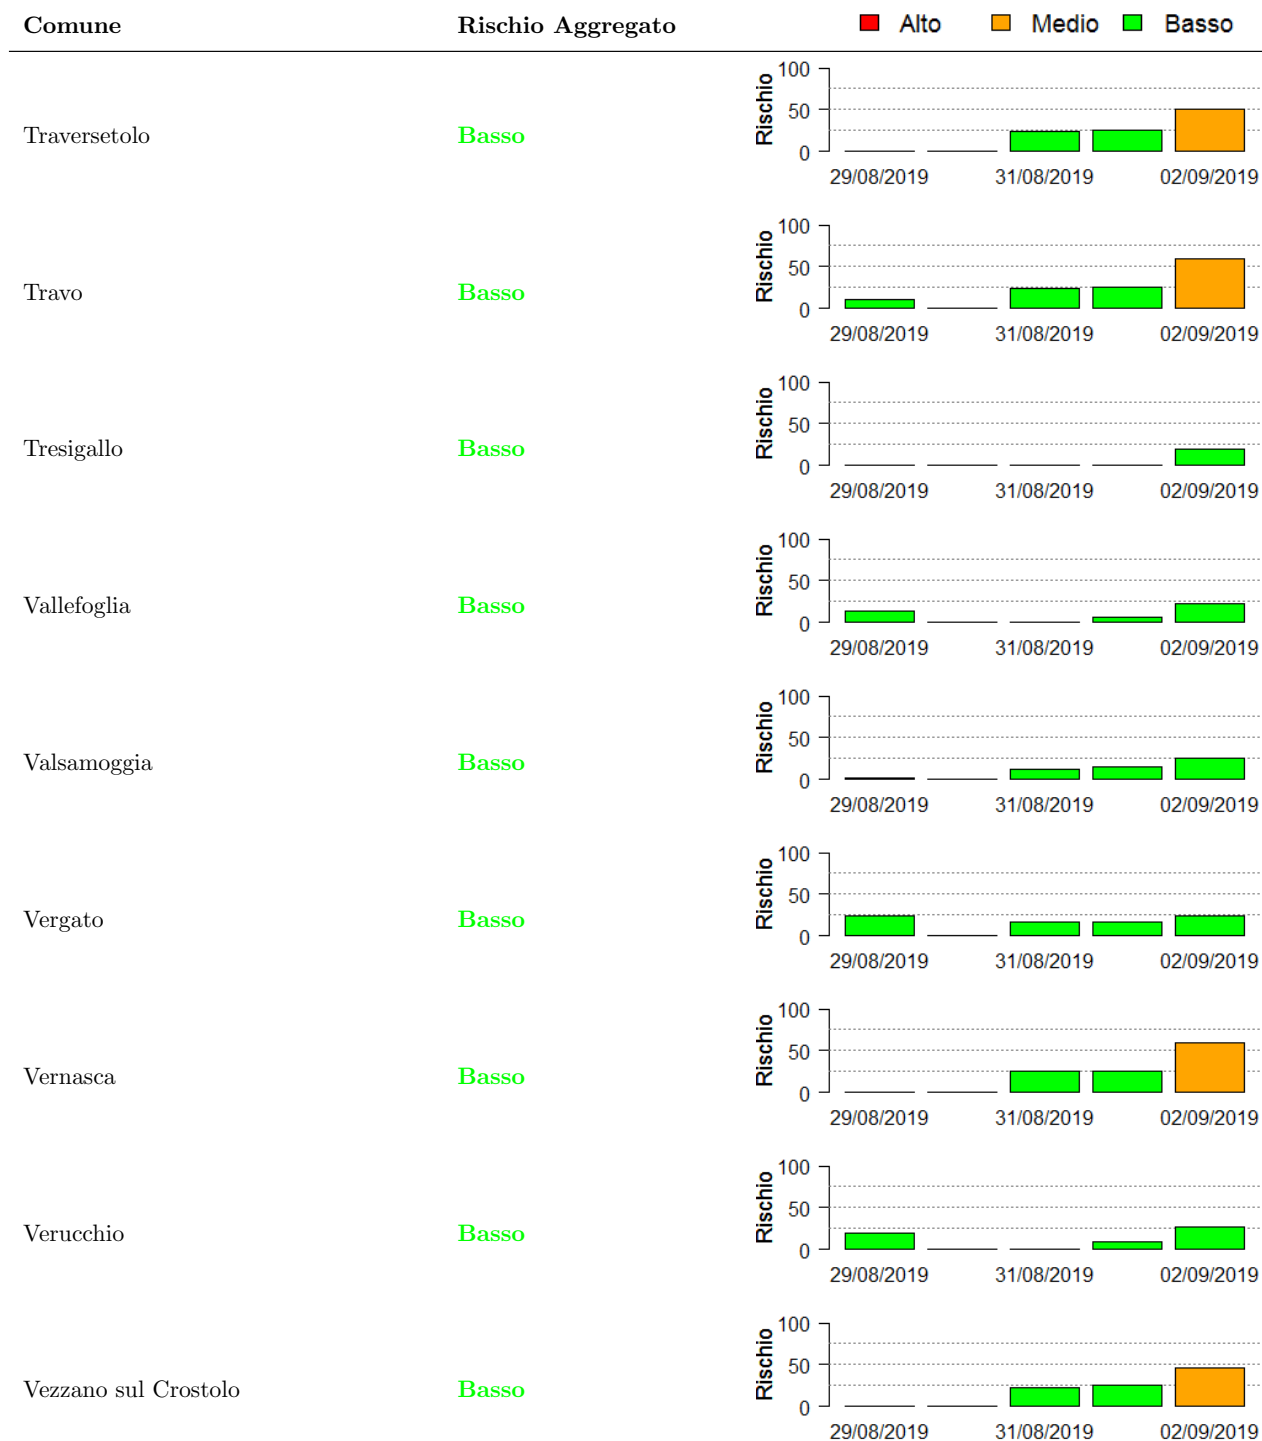 Comune Rischio Aggregato Alto Medio Basso
Traversetolo Basso
Rischio
100
50
0
29/08/2019 31/08/2019 02/09/2019
Travo Basso
Rischio
100
50
0
29/08/2019 31/08/2019 02/09/2019
Tresigallo Basso
Rischio
100
50
0
29/08/2019 31/08/2019 02/09/2019
Vallefoglia Basso
Rischio
100
50
0
29/08/2019 31/08/2019 02/09/2019
Valsamoggia Basso
Rischio
100
50
0
29/08/2019 31/08/2019 02/09/2019
Vergato Basso
Rischio
100
50
0
29/08/2019 31/08/2019 02/09/2019
Vernasca Basso
Rischio
100
50
0
29/08/2019 31/08/2019 02/09/2019
Verucchio Basso
Rischio
100
50
0
29/08/2019 31/08/2019 02/09/2019
Vezzano sul Crostolo Basso
Rischio
100
50
0
29/08/2019 31/08/2019 02/09/2019